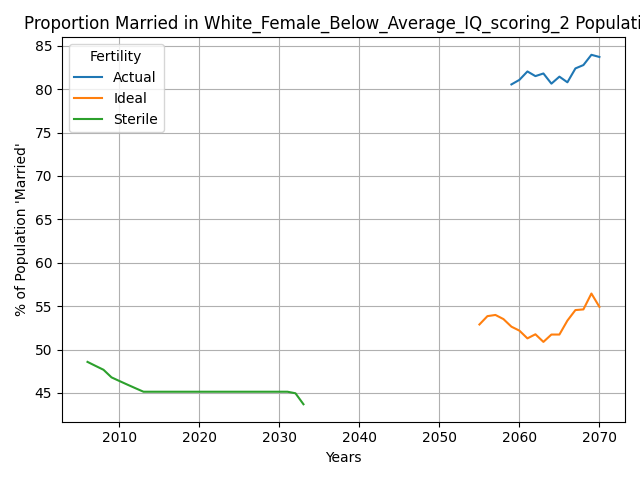 Proportion Married in White_Female_Below_Average_IQ_scoring_2 Populati
85
80
75
70
65
60
55
50
45
% of Population 'Married'
Fertility
Actual
Ideal
Sterile
2010 2020 2030 2040 2050 2060 2070
Years